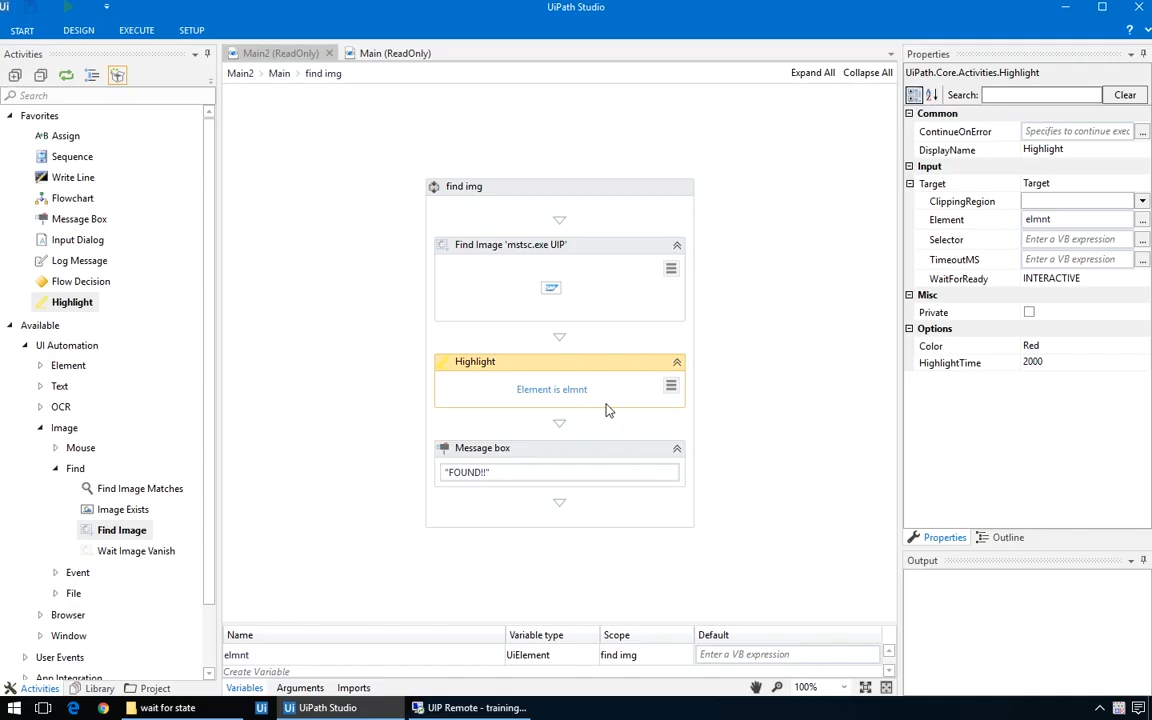 Ui
UiPath Studio
START
DESIGN
EXECUTE
SETUP
?
Activities
Search
Favorites
A+B Assign
Sequence
Write Line
Flowchart
Message Box
Input Dialog
Log Message
Flow Decision
Highlight
Available
UI Automation
Element
Text
OCR
Image
Mouse
Find
Find Image Matches
Image Exists
Find Image
Wait Image Vanish
Event
File
Browser
Window
User Events
App Integration
Activities
Library
Project
Main2 (ReadOnly)
Main (ReadOnly)
Main2 > Main > find img
Expand All
Collapse All
find img
Find Image 'mstsc.exe UIP'
Highlight
Element is elmnt
Message box
"FOUND!!"
Name
Variable type
Scope
Default
elmnt
UiElement
find img
Enter a VB expression
Create Variable
Variables
Arguments
Imports
100%
Properties
UiPath.Core.Activities.Highlight
Search:
Clear
Common
ContinueOnError
Specifies to continue exec
...
DisplayName
Highlight
Input
Target
Target
ClippingRegion
Element
elmnt
...
Selector
Enter a VB expression
...
TimeoutMS
Enter a VB expression
...
WaitForReady
INTERACTIVE
Misc
Private
Options
Color
Red
HighlightTime
2000
Properties
Outline
Output
wait for state
Ui
Ui
UiPath Studio
UIP Remote - training...